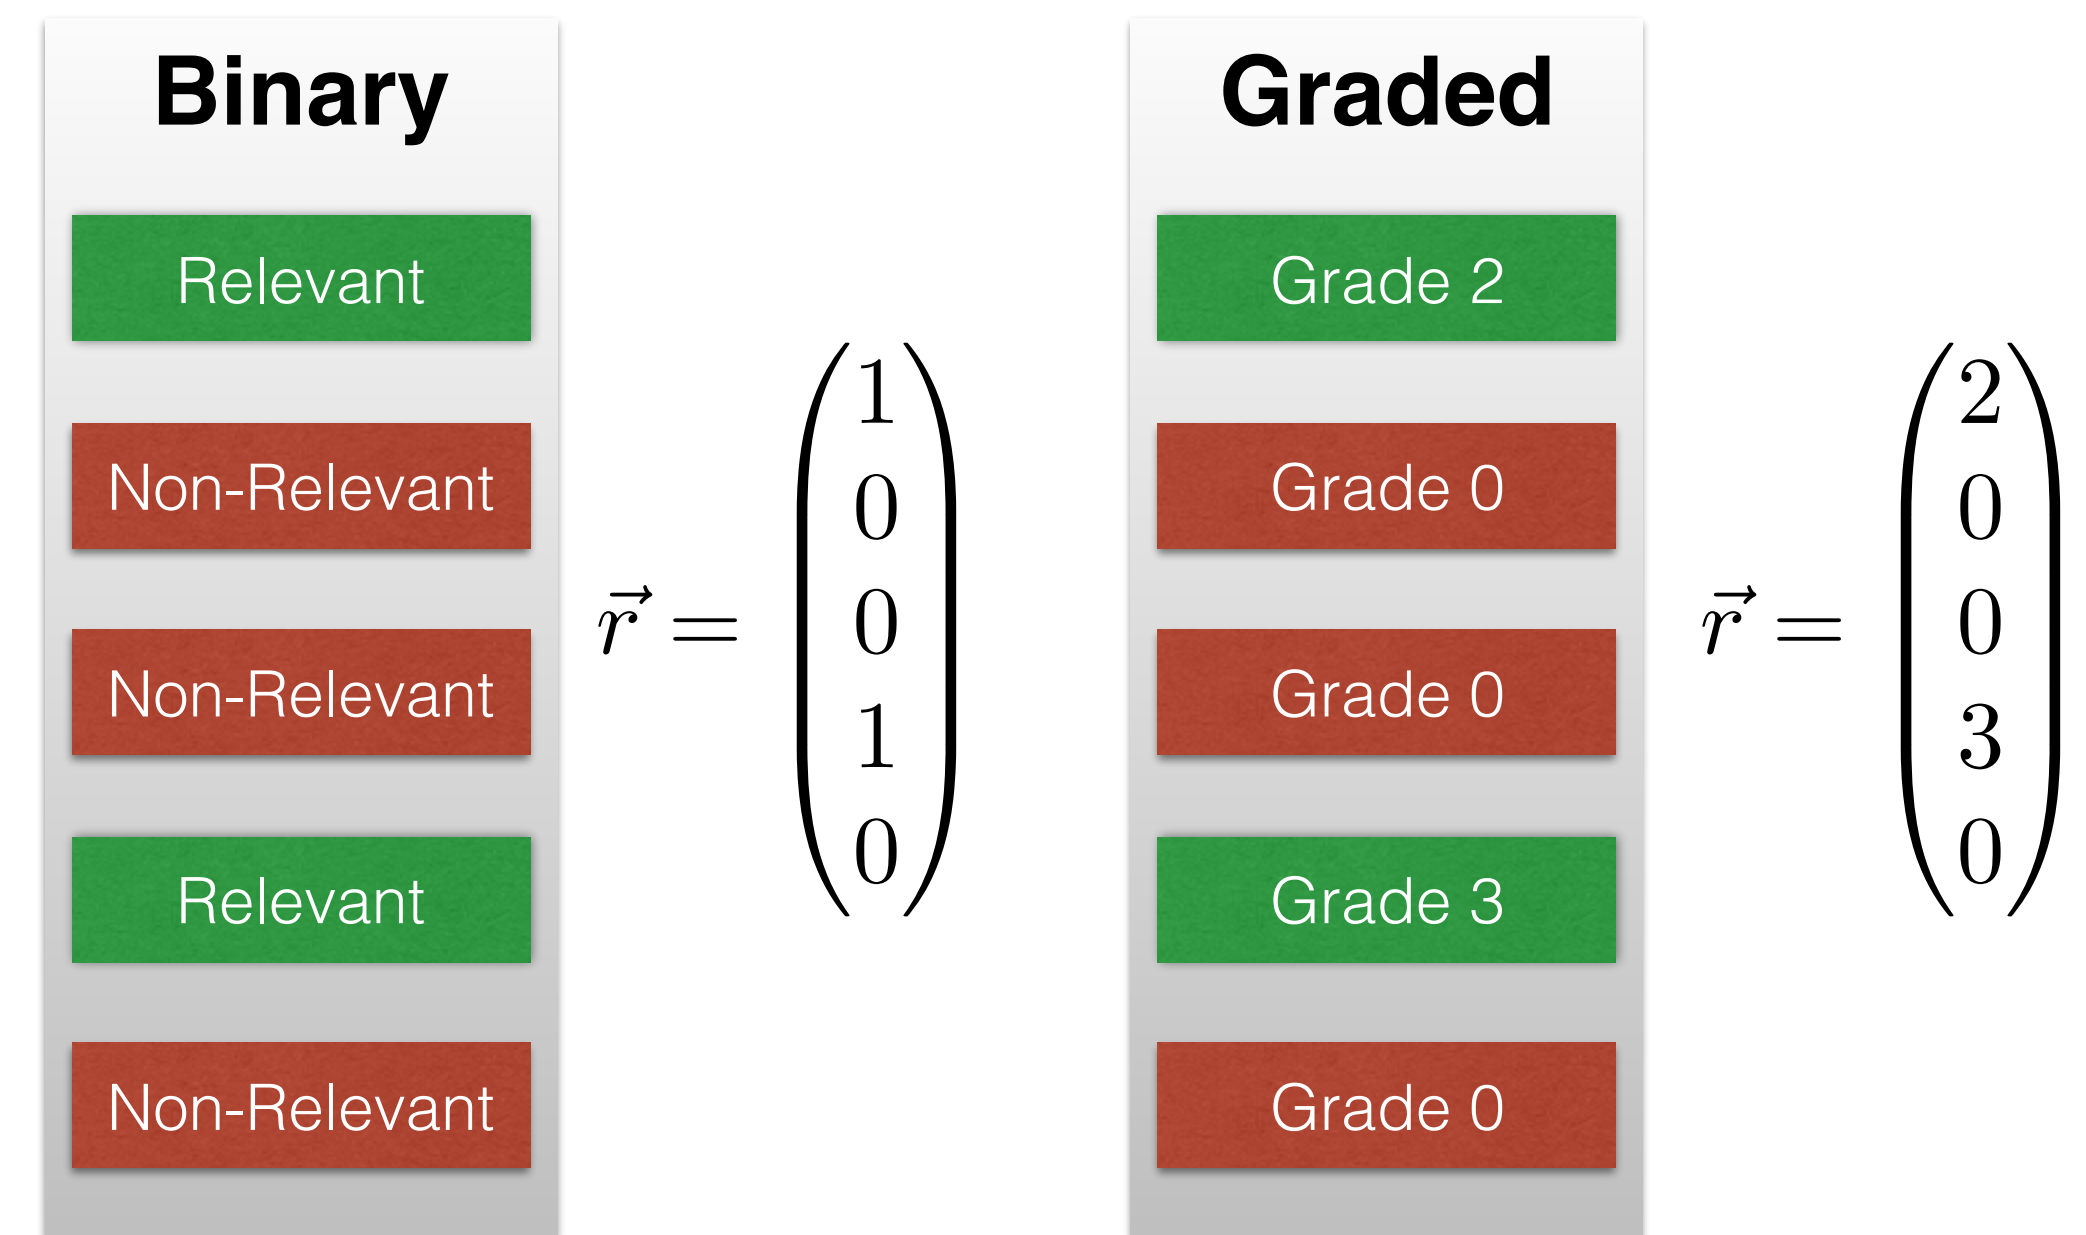 Binary
Relevant
Non-Relevant
Non-Relevant
Relevant
Non-Relevant
r⃗ =
1
0
0
1
0
Graded
Grade 2
Grade 0
Grade 0
Grade 3
Grade 0
r⃗ =
2
0
0
3
0